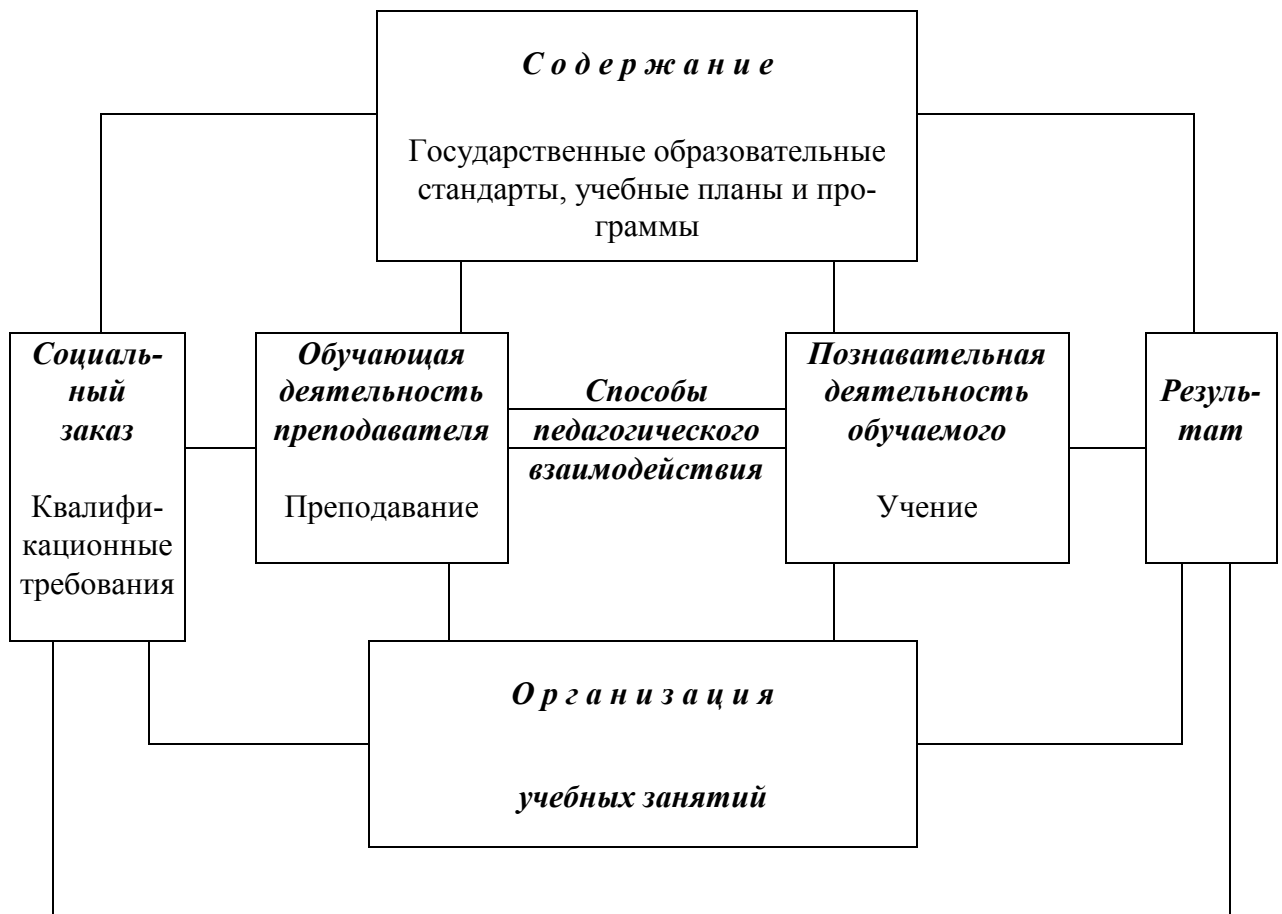 С о д е р ж а н и е
Государственные образовательные
стандарты, учебные планы и про-
граммы
Социаль-
ный
заказ
Квалифи-
кационные
требования
Обучающая
деятельность
преподавателя
Преподавание
Способы
педагогического
взаимодействия
Познавательная
деятельность
обучаемого
Учение
Резуль-
тат
О р г а н и з а ц и я
учебных занятий